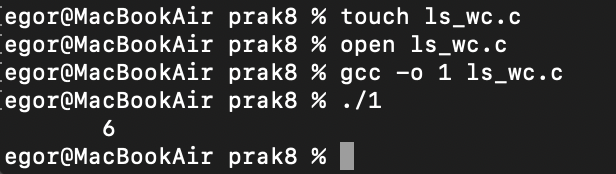 egor@MacBookAir prak8 % touch ls_wc.c
egor@MacBookAir prak8 % open ls_wc.c
egor@MacBookAir prak8 % gcc -o 1 ls_wc.c
egor@MacBookAir prak8 % ./1
6
egor@MacBookAir prak8 %